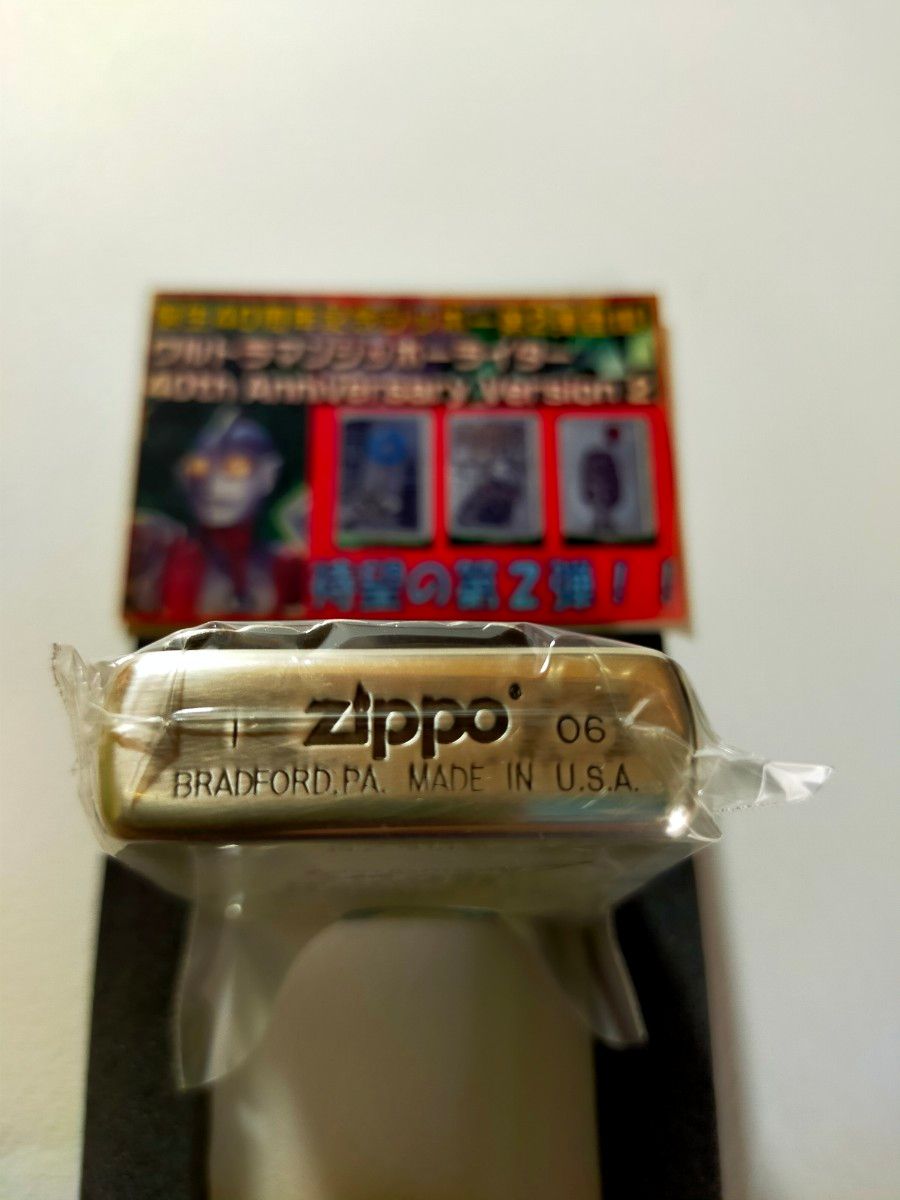 ウルトラマンジッポーライター
40th Anniversary Version 2
待望の第2弾！！
I zippo® 06
BRADFORD,PA. MADE IN U.S.A.